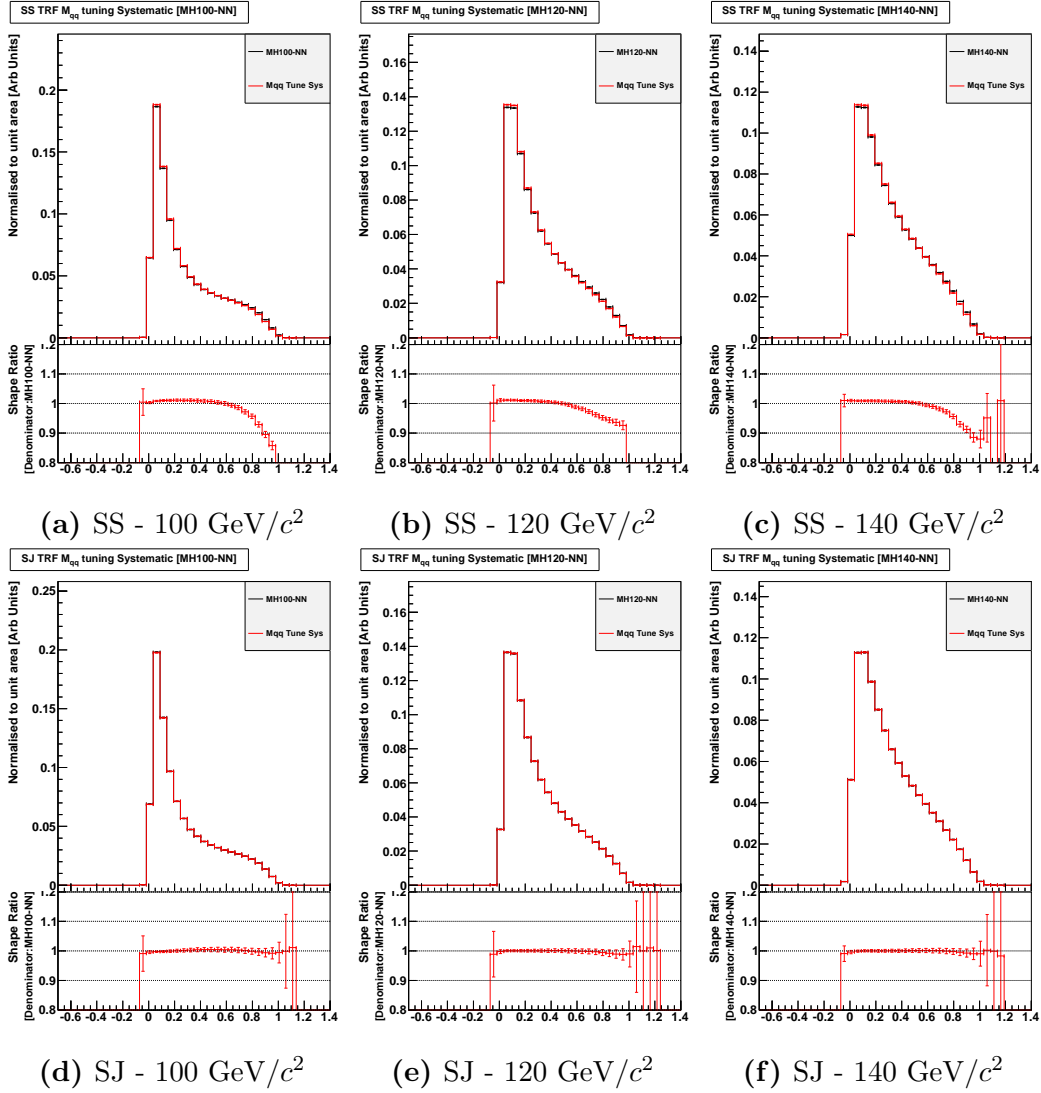 SS TRF Mqq tuning Systematic [MH100-NN]
Normalised to unit area [Arb Units]
MH100-NN
Mqq Tune Sys
0.2
0.15
0.1
0.05
0
Shape Ratio
[Denominator:MH100-NN]
1.2
1.1
1
0.9
0.8
-0.6 -0.4 -0.2 0 0.2 0.4 0.6 0.8 1 1.2 1.4
(a) SS - 100 GeV/c²
SS TRF Mqq tuning Systematic [MH120-NN]
Normalised to unit area [Arb Units]
MH120-NN
Mqq Tune Sys
0.16
0.14
0.12
0.1
0.08
0.06
0.04
0.02
0
Shape Ratio
[Denominator:MH120-NN]
1.2
1.1
1
0.9
0.8
-0.6 -0.4 -0.2 0 0.2 0.4 0.6 0.8 1 1.2 1.4
(b) SS - 120 GeV/c²
SS TRF Mqq tuning Systematic [MH140-NN]
Normalised to unit area [Arb Units]
MH140-NN
Mqq Tune Sys
0.14
0.12
0.1
0.08
0.06
0.04
0.02
0
Shape Ratio
[Denominator:MH140-NN]
1.2
1.1
1
0.9
0.8
-0.6 -0.4 -0.2 0 0.2 0.4 0.6 0.8 1 1.2 1.4
(c) SS - 140 GeV/c²
SJ TRF Mqq tuning Systematic [MH100-NN]
Normalised to unit area [Arb Units]
MH100-NN
Mqq Tune Sys
0.25
0.2
0.15
0.1
0.05
0
Shape Ratio
[Denominator:MH100-NN]
1.2
1.1
1
0.9
0.8
-0.6 -0.4 -0.2 0 0.2 0.4 0.6 0.8 1 1.2 1.4
(d) SJ - 100 GeV/c²
SJ TRF Mqq tuning Systematic [MH120-NN]
Normalised to unit area [Arb Units]
MH120-NN
Mqq Tune Sys
0.16
0.14
0.12
0.1
0.08
0.06
0.04
0.02
0
Shape Ratio
[Denominator:MH120-NN]
1.2
1.1
1
0.9
0.8
-0.6 -0.4 -0.2 0 0.2 0.4 0.6 0.8 1 1.2 1.4
(e) SJ - 120 GeV/c²
SJ TRF Mqq tuning Systematic [MH140-NN]
Normalised to unit area [Arb Units]
MH140-NN
Mqq Tune Sys
0.14
0.12
0.1
0.08
0.06
0.04
0.02
0
Shape Ratio
[Denominator:MH140-NN]
1.2
1.1
1
0.9
0.8
-0.6 -0.4 -0.2 0 0.2 0.4 0.6 0.8 1 1.2 1.4
(f) SJ - 140 GeV/c²